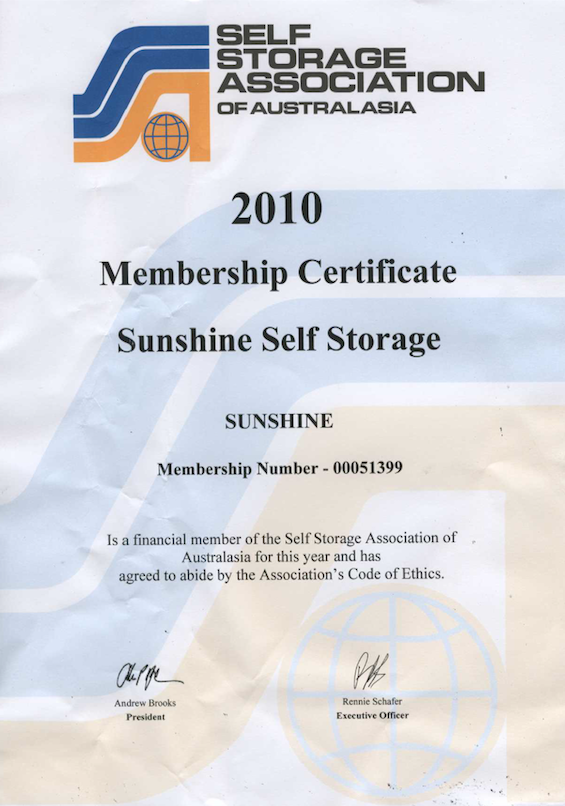 SELF
STORAGE
ASSOCIATION
OF AUSTRALASIA
2010
Membership Certificate
Sunshine Self Storage
SUNSHINE
Membership Number - 00051399
Is a financial member of the Self Storage Association of
Australasia for this year and has
agreed to abide by the Association's Code of Ethics.
Andrew Brooks
President
Rennie Schafer
Executive Officer